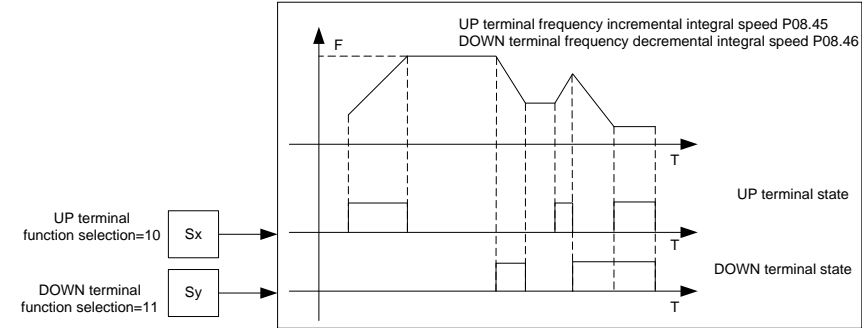 UP terminal frequency incremental integral speed P08.45
DOWN terminal frequency decremental integral speed P08.46
F
T
UP terminal state
UP terminal
function selection=10
Sx
T
DOWN terminal state
DOWN terminal
function selection=11
Sy
T